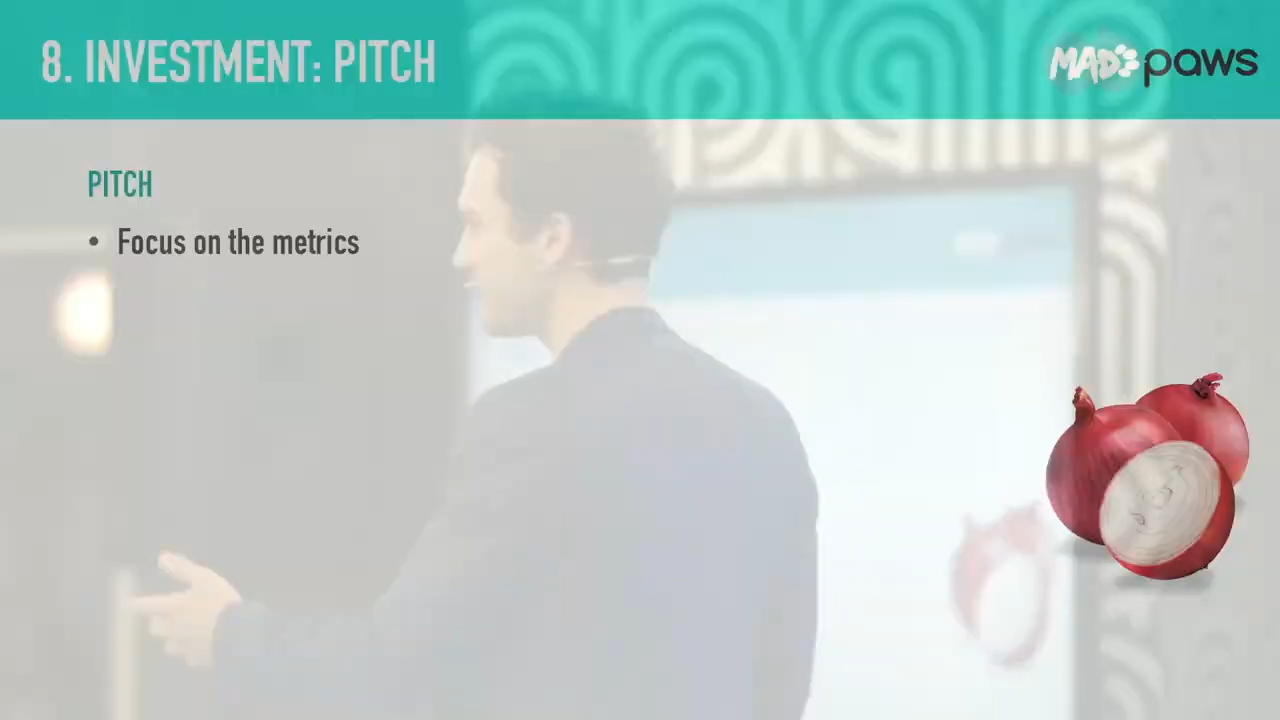 8. INVESTMENT: PITCH
MAD paws
PITCH
• Focus on the metrics